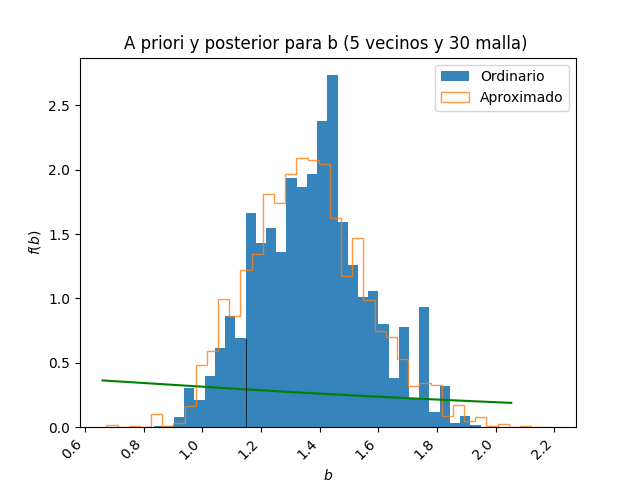 A priori y posterior para b (5 vecinos y 30 malla)
Ordinario
Aproximado
f(b)
2.5
2.0
1.5
1.0
0.5
0.0
0.6 0.8 1.0 1.2 1.4 1.6 1.8 2.0 2.2
b